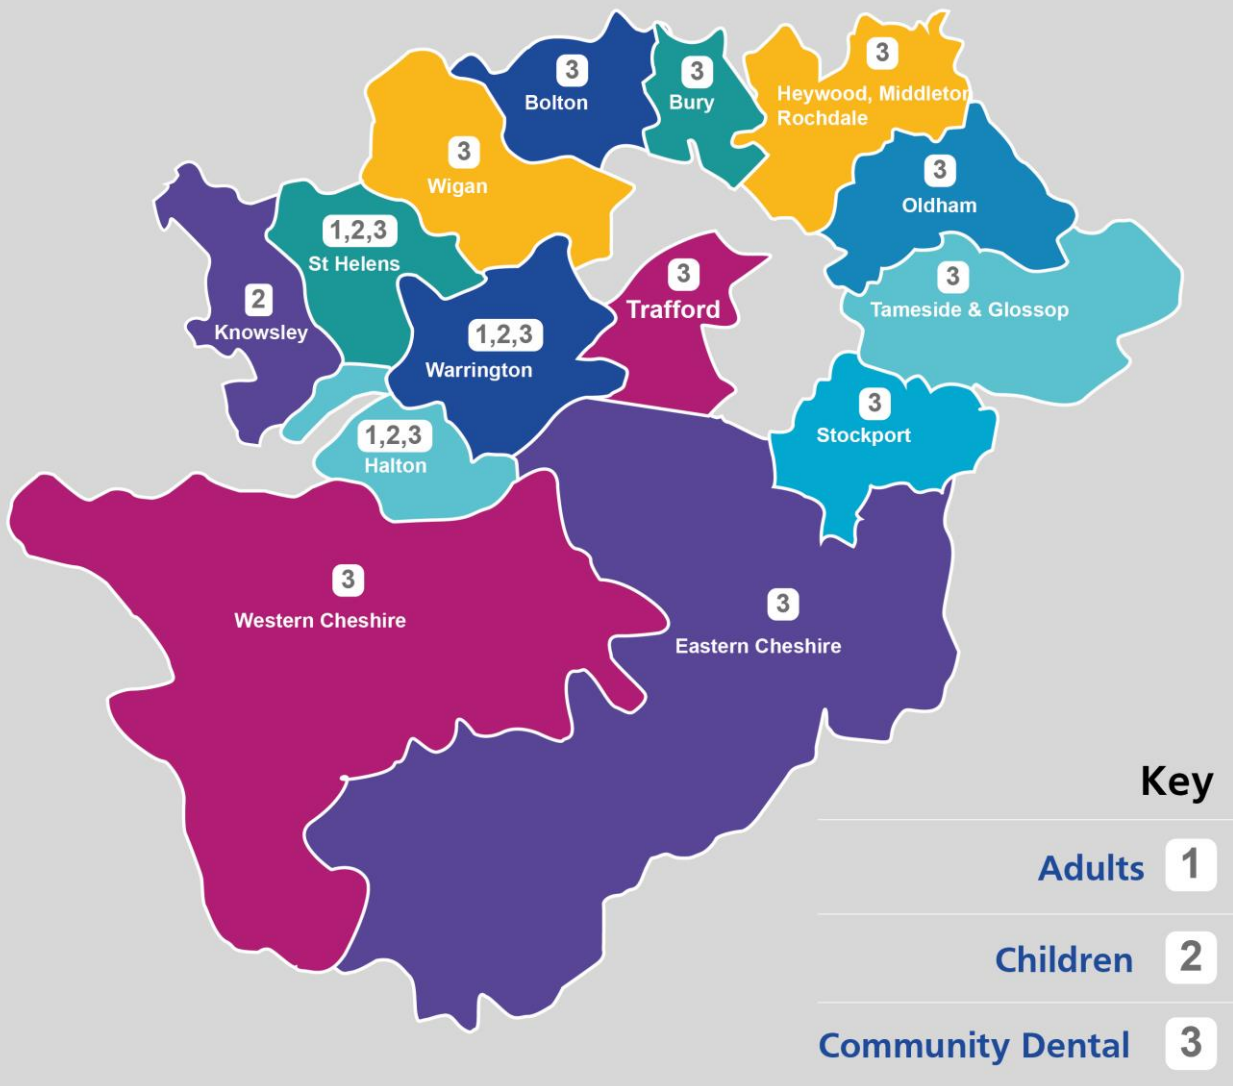 3
Bolton
3
Bury
3
Heywood, Middleton
Rochdale
3
Wigan
3
Oldham
1,2,3
St Helens
3
Trafford
3
Tameside & Glossop
2
Knowsley
1,2,3
Warrington
3
Stockport
1,2,3
Halton
3
Western Cheshire
3
Eastern Cheshire
Key
Adults 1
Children 2
Community Dental 3